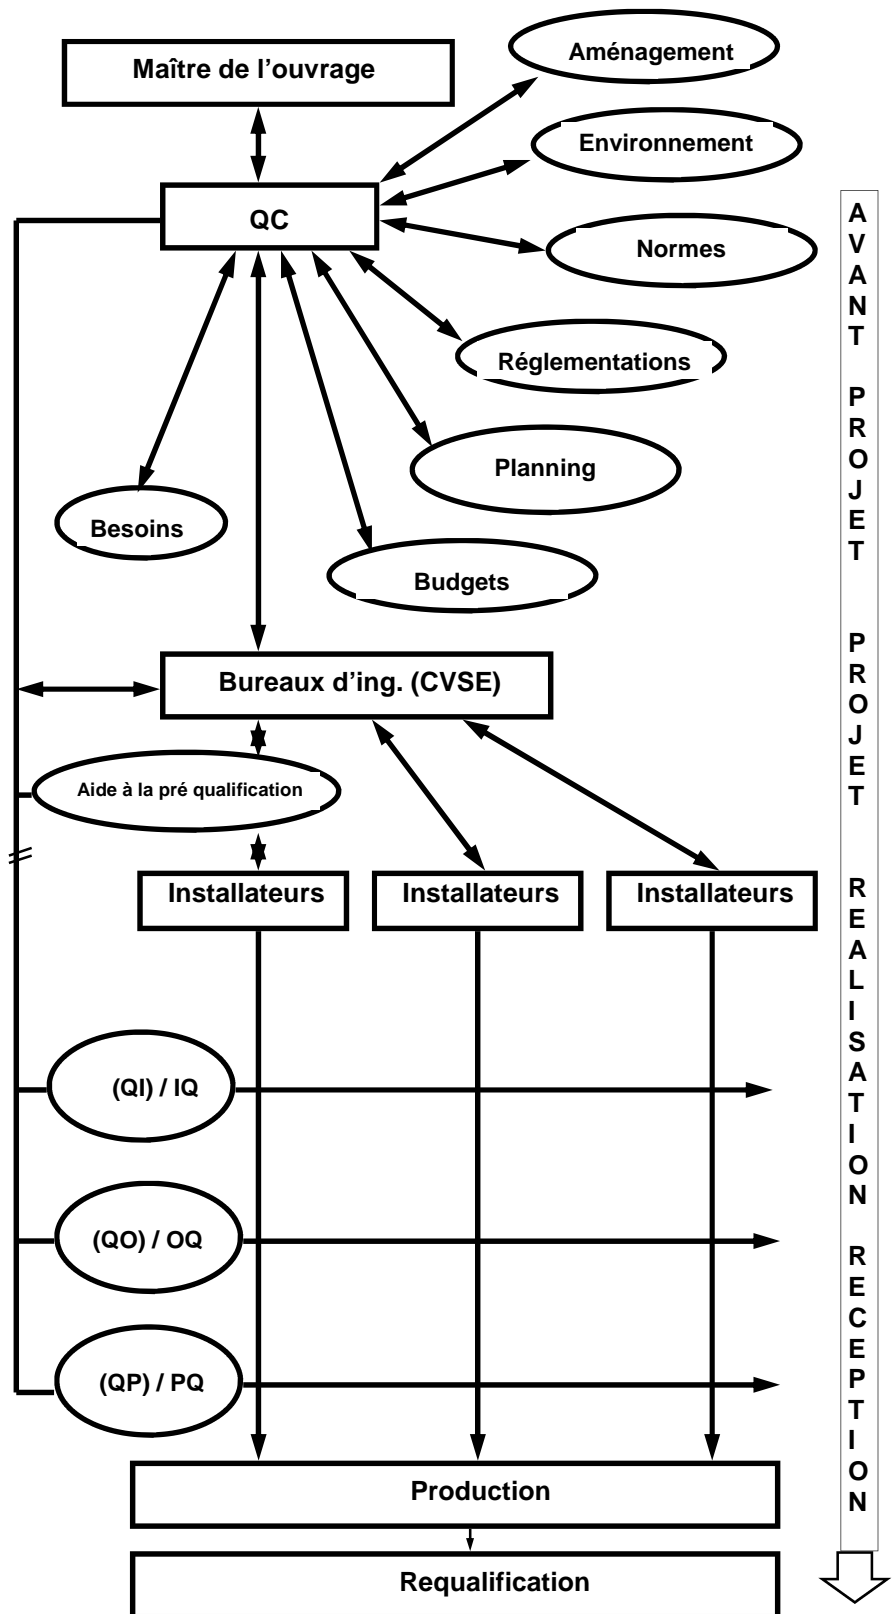 Maître de l'ouvrage
Aménagement
Environnement
QC
Normes
Réglementations
Planning
Besoins
Budgets
Bureaux d'ing. (CVSE)
Aide à la pré qualification
Installateurs
Installateurs
Installateurs
(QI) / IQ
(QO) / OQ
(QP) / PQ
Production
Requalification
AVANT PROJET PROJET REALISATION RECEPTION